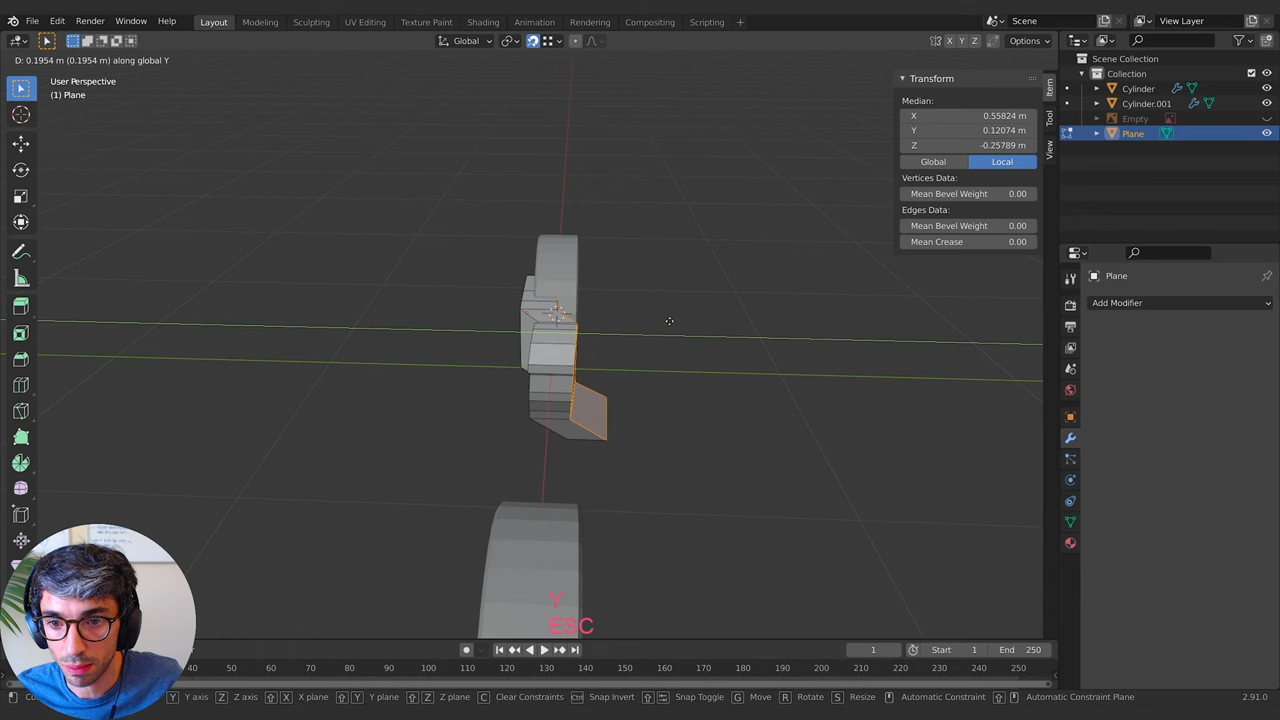 File Edit Render Window Help Layout Modeling Sculpting UV Editing Texture Paint Shading Animation Rendering Compositing Scripting + Scene View Layer
Global X Y Z Options
D: 0.1954 m (0.1954 m) along global Y
User Perspective
(1) Plane
Transform
Median:
X 0.55824 m
Y 0.12074 m
Z -0.25789 m
Global Local
Vertices Data:
Mean Bevel Weight 0.00
Edges Data:
Mean Bevel Weight 0.00
Mean Crease 0.00
Item
Tool
View
Scene Collection
Collection
Cylinder
Cylinder.001
Empty
Plane
Plane
Add Modifier
Y
ESC
1 Start 1 End 250
40 50 60 70 80 90 100 110 120 130 140 150 160 170 180 190 200 210 220 230 240 250
Y Y axis Z Z axis X X plane Y Y plane Z Z plane C Clear Constraints Ctrl Snap Invert Snap Toggle G Move R Rotate S Resize Automatic Constraint Automatic Constraint Plane 2.91.0